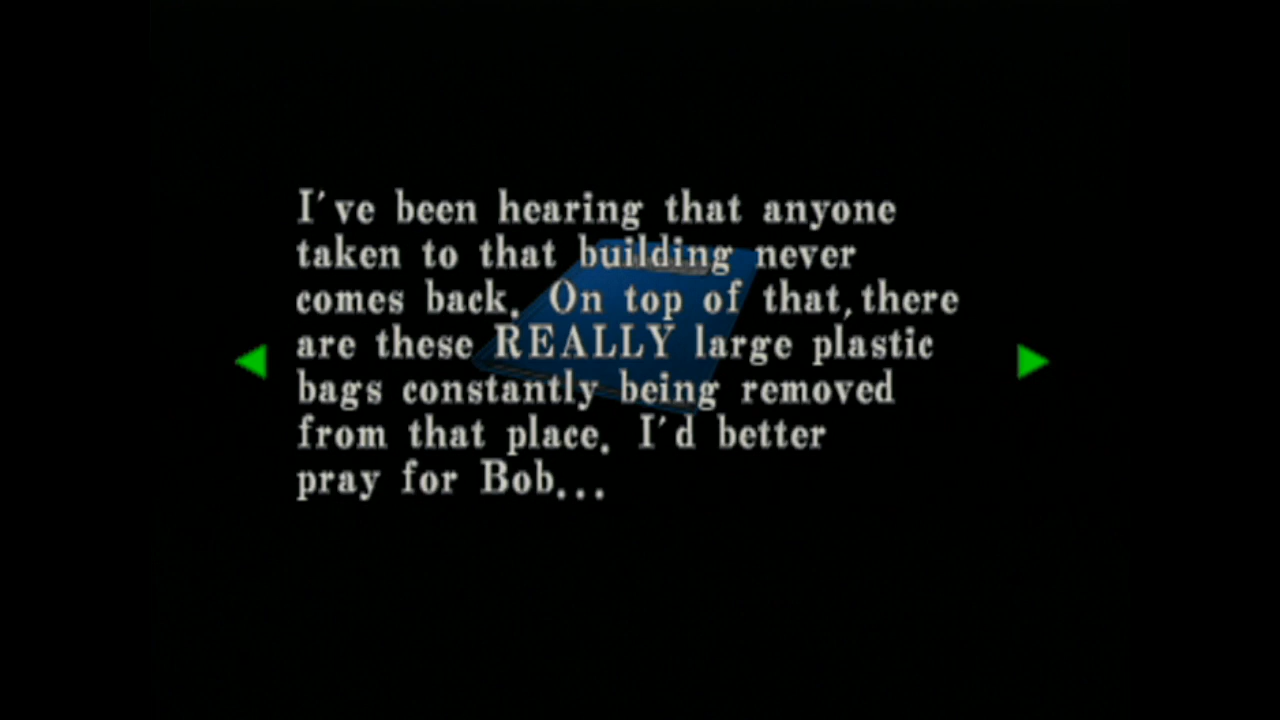 I've been hearing that anyone
taken to that building never
comes back. On top of that,there
are these REALLY large plastic
bags constantly being removed
from that place. I'd better
pray for Bob...